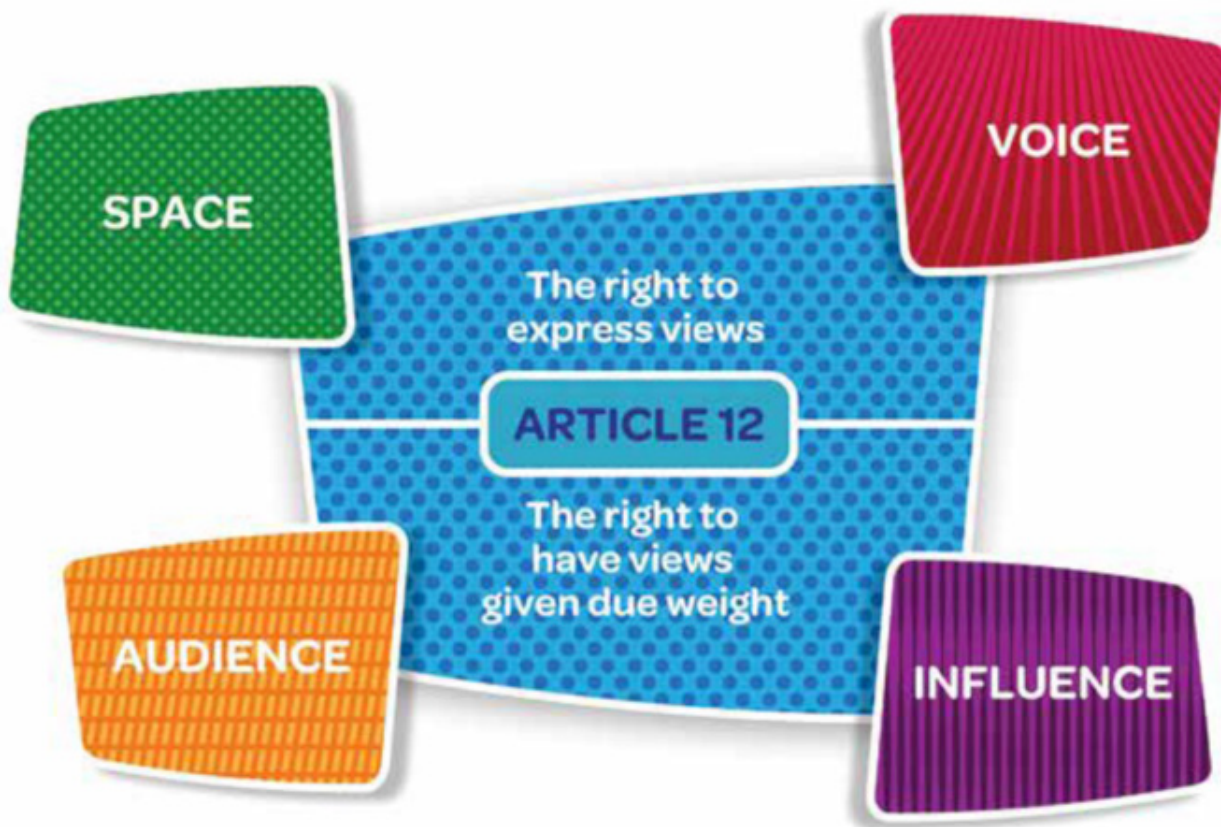 SPACE
VOICE
The right to
express views
ARTICLE 12
The right to
have views
given due weight
AUDIENCE
INFLUENCE